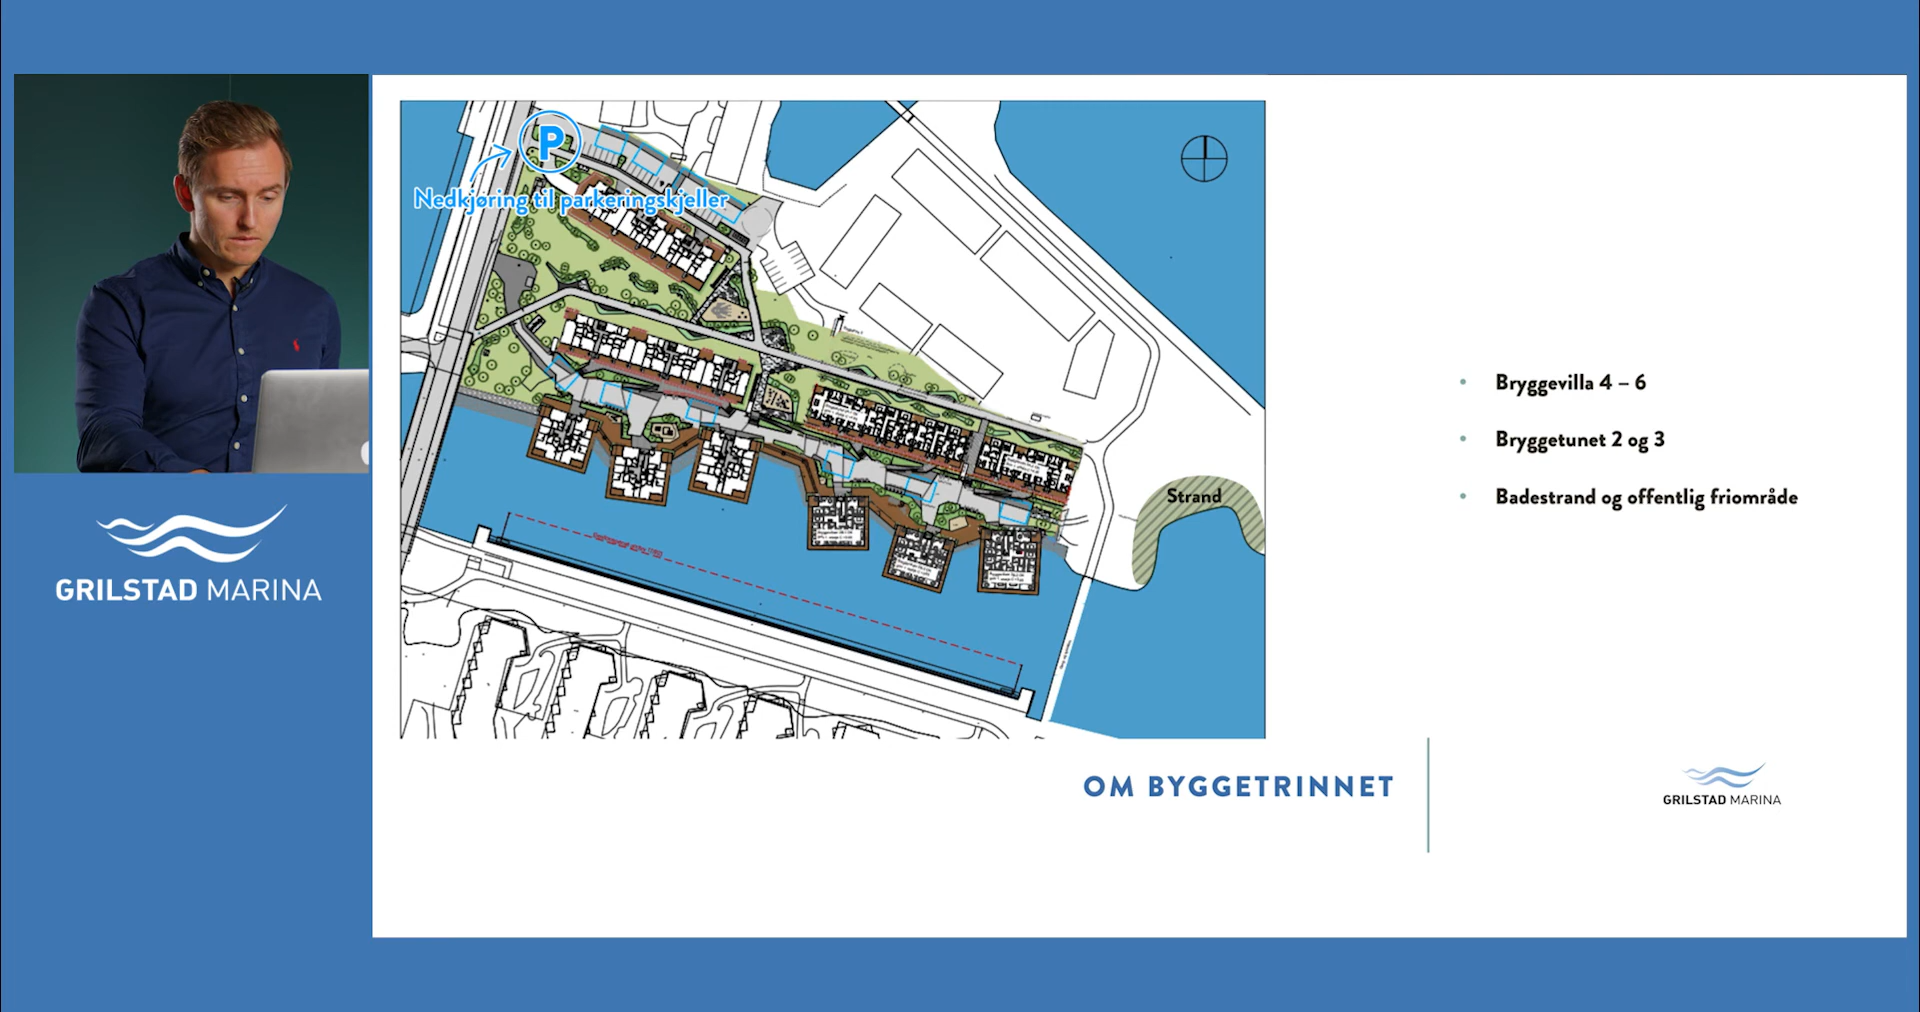 P
Nedkjøring til parkeringskjeller
Strand
Bryggevilla 4 – 6
Bryggetunet 2 og 3
Badestrand og offentlig friområde
GRILSTAD MARINA
OM BYGGETRINNET
GRILSTAD MARINA